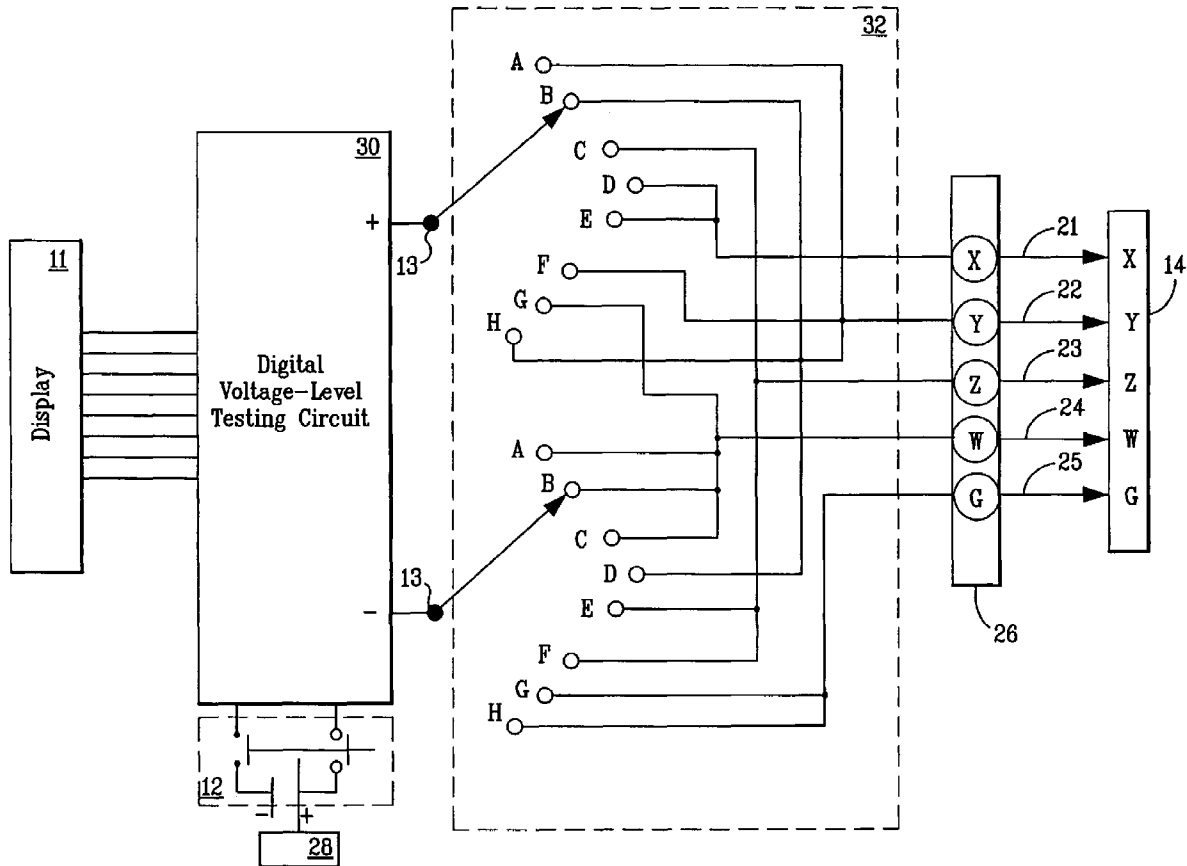 32
A
B
C
D
E
F
G
H
30
+
13
Digital
Voltage-Level
Testing Circuit
11
Display
X
Y
Z
W
G
21
22
23
24
25
X
Y
Z
W
G
14
26
A
B
C
D
E
F
G
H
13
-
12
-
+
28